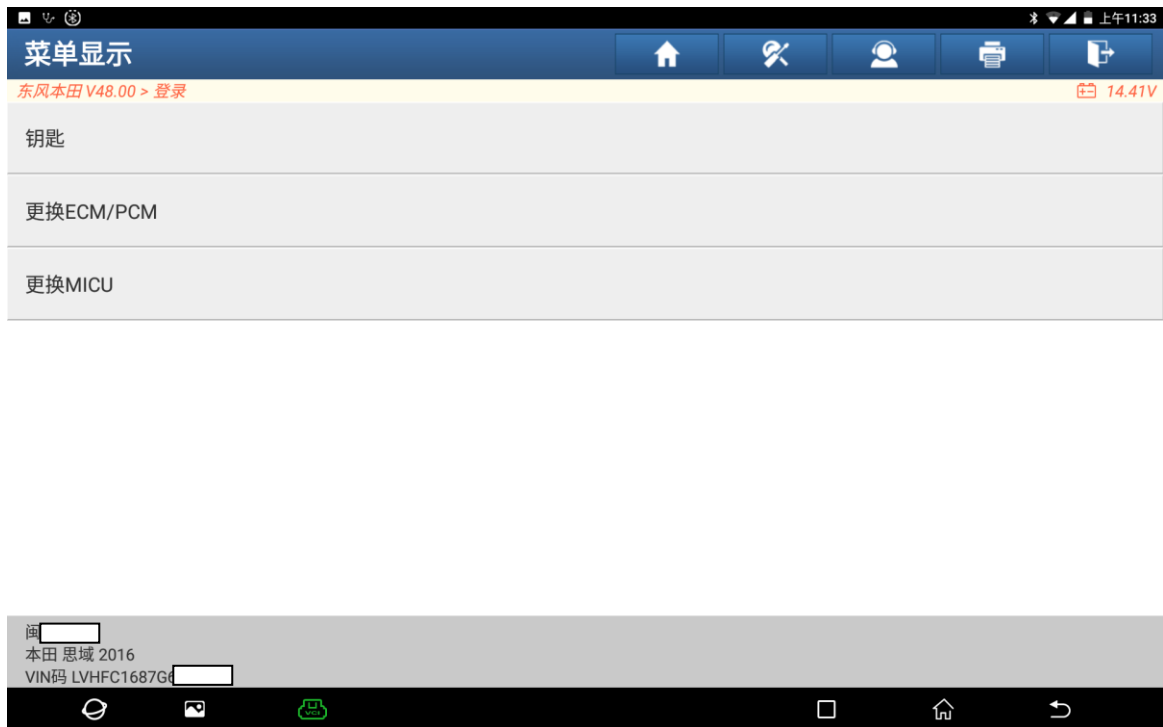 上午11:33
菜单显示
东风本田 V48.00 > 登录
14.41V
钥匙
更换ECM/PCM
更换MICU
闽
本田 思域 2016
VIN码 LVHFC1687G6
VCI